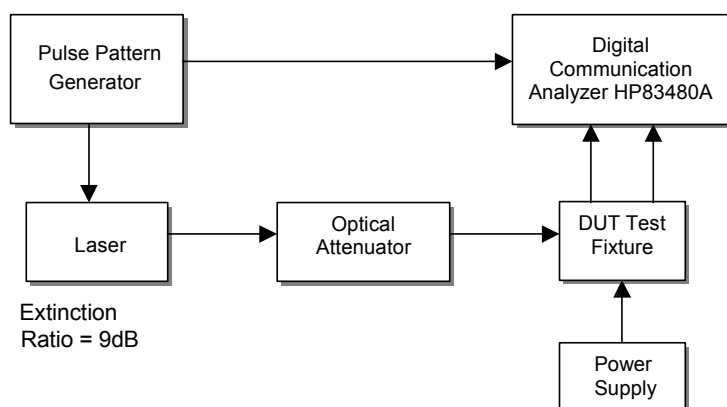 Pulse Pattern
Generator
Digital
Communication
Analyzer HP83480A
Laser
Optical
Attenuator
DUT Test
Fixture
Extinction
Ratio = 9dB
Power
Supply